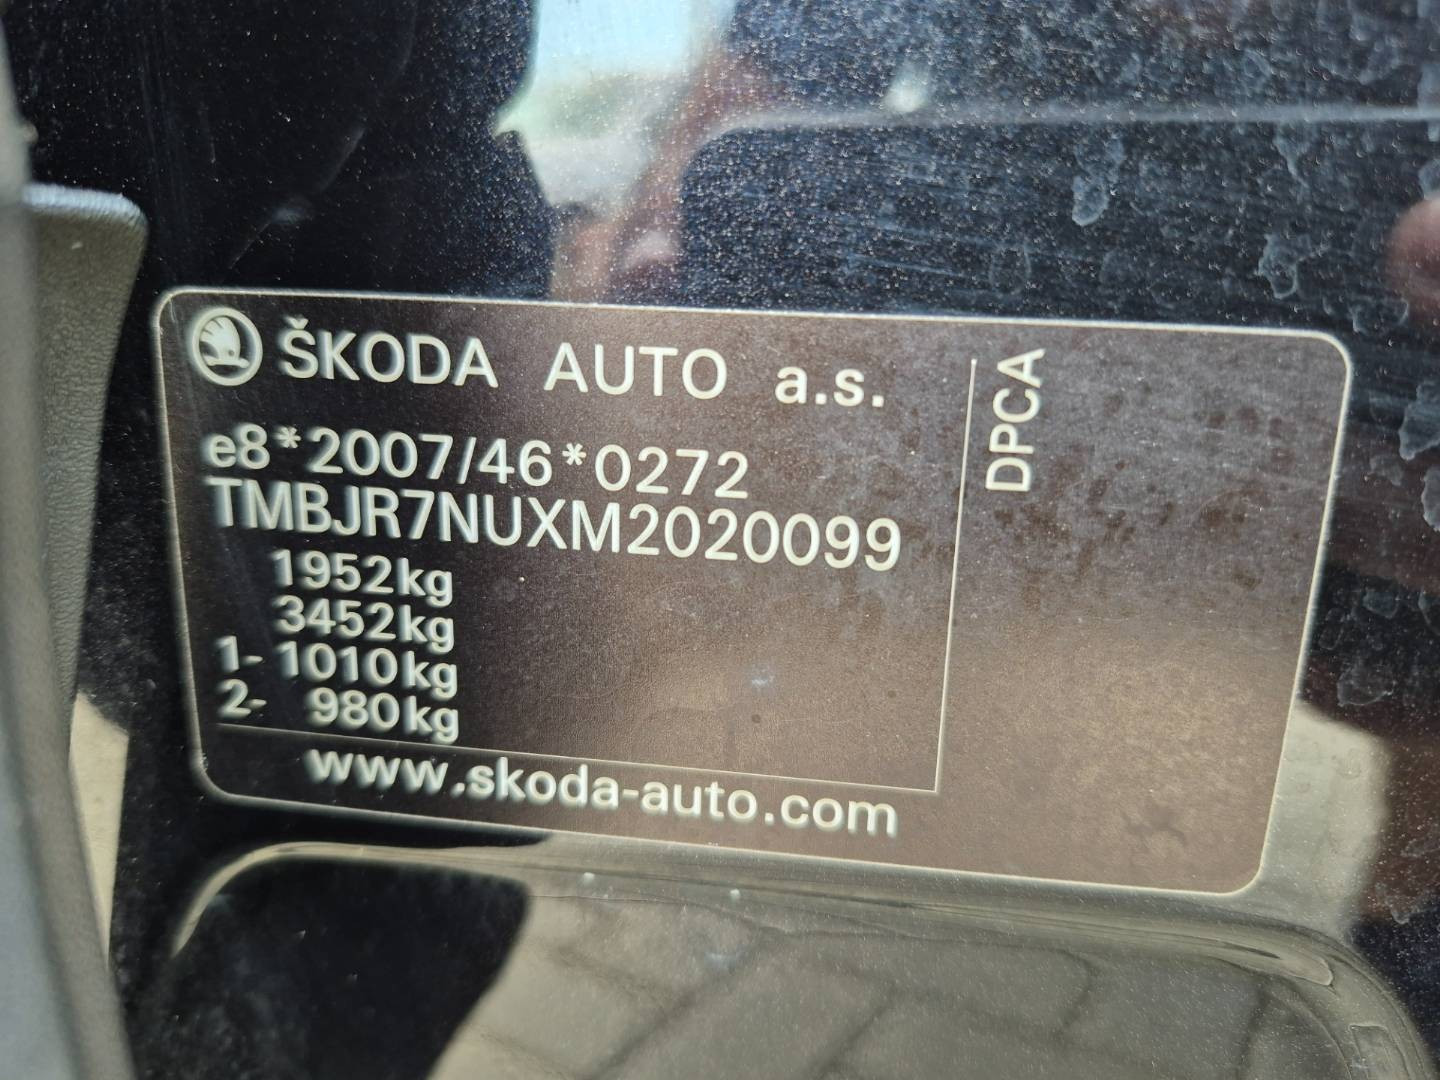 ŠKODA AUTO a.s.
e8*2007/46*0272
TMBJR7NUXM2020099
1952kg
3452kg
1- 1010kg
2- 980kg
www.skoda-auto.com
DPCA